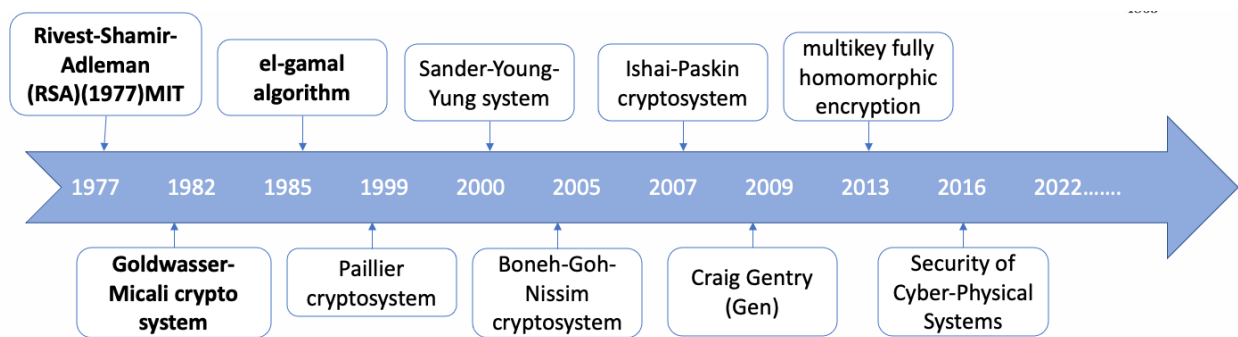 Rivest-Shamir-
Adleman
(RSA)(1977)MIT
el-gamal
algorithm
Sander-Young-
Yung system
Ishai-Paskin
cryptosystem
multikey fully
homomorphic
encryption
1977 1982 1985 1999 2000 2005 2007 2009 2013 2016 2022.......
Goldwasser-
Micali crypto
system
Paillier
cryptosystem
Boneh-Goh-
Nissim
cryptosystem
Craig Gentry
(Gen)
Security of
Cyber-Physical
Systems